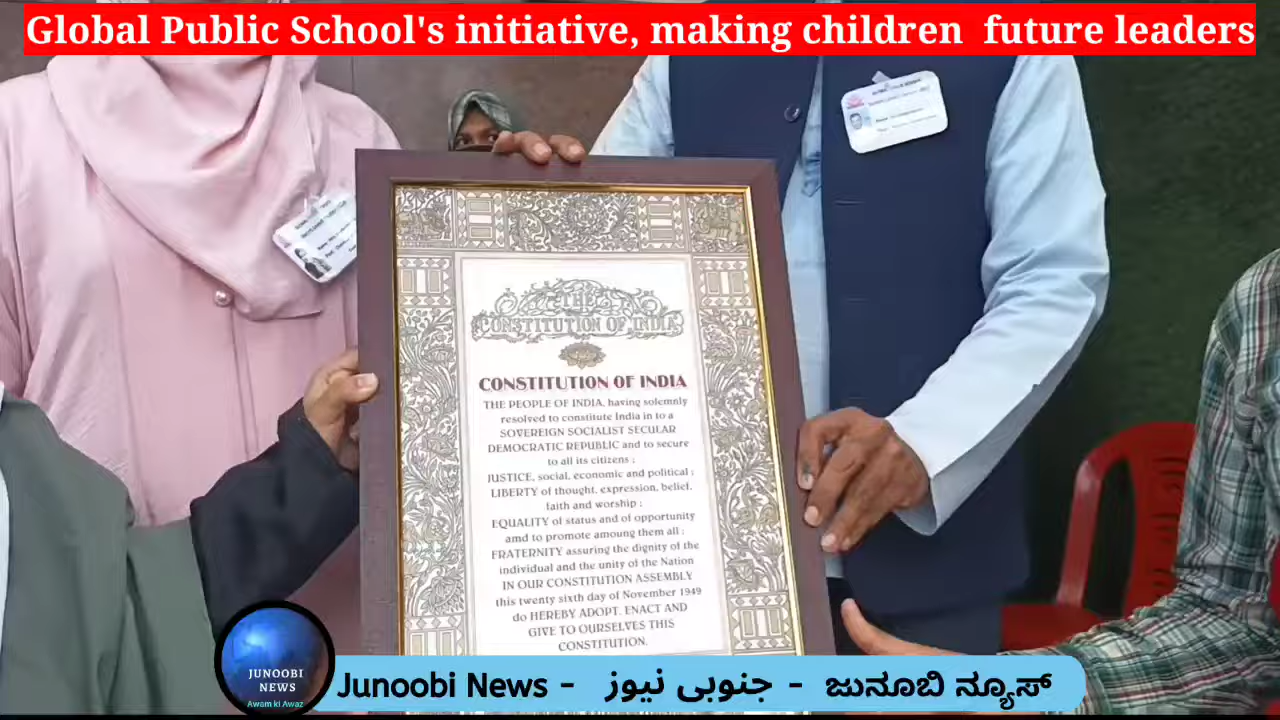 Global Public School's initiative, making children future leaders
THE
CONSTITUTION OF INDIA
CONSTITUTION OF INDIA
THE PEOPLE OF INDIA, having solemnly
resolved to constitute India in to a
SOVEREIGN SOCIALIST SECULAR
DEMOCRATIC REPUBLIC and to secure
to all its citizens :
JUSTICE, social, economic and political ;
LIBERTY of thought, expression, belief,
faith and worship ;
EQUALITY of status and of opportunity
amd to promote amoung them all ;
FRATERNITY assuring the dignity of the
individual and the unity of the Nation
IN OUR CONSTITUTION ASSEMBLY
this twenty sixth day of November 1949
do HEREBY ADOPT, ENACT AND
GIVE TO OURSELVES THIS
CONSTITUTION.
JUNOOBI
NEWS
Awam ki Awaz
Junoobi News - جنوبی نیوز - ಜುನೂಬಿ ನ್ಯೂಸ್